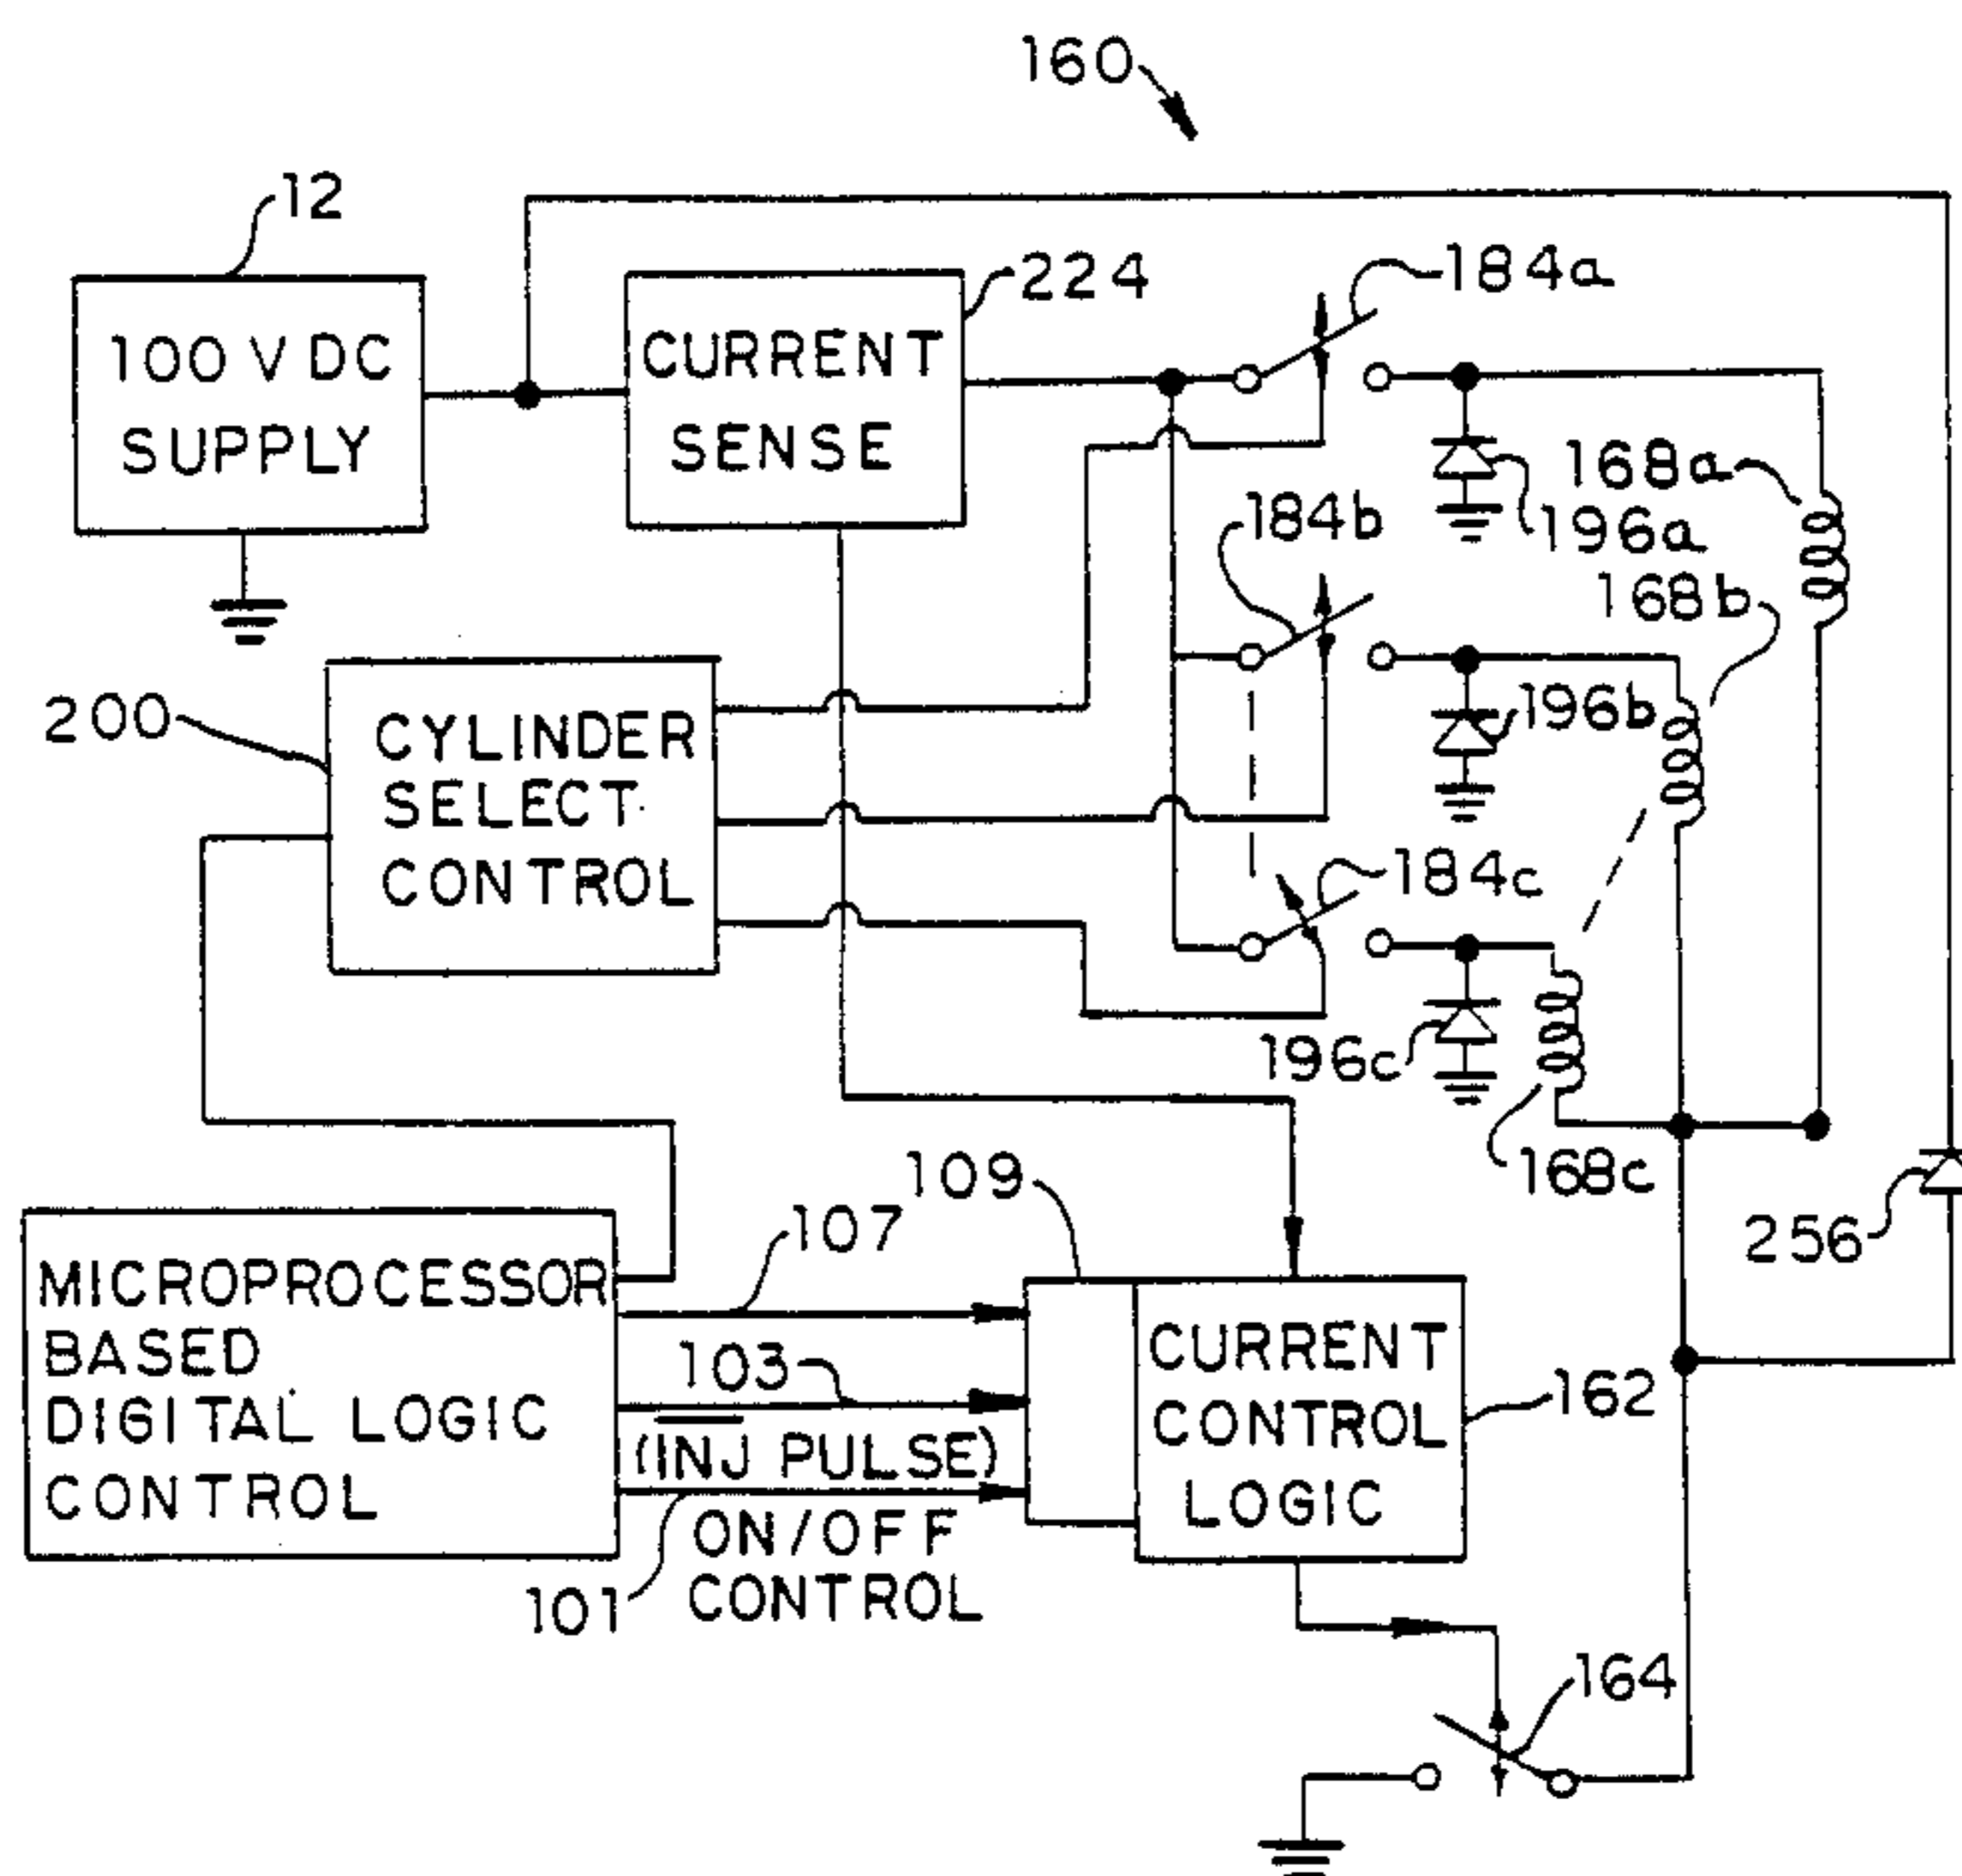 160
12
100 VDC
SUPPLY
224
CURRENT
SENSE
184a
168a
196a
184b
168b
196b
200
CYLINDER
SELECT
CONTROL
184c
196c
168c
256
109
107
MICROPROCESSOR
BASED
DIGITAL LOGIC
CONTROL
103
(INJ PULSE)
101
ON/OFF
CONTROL
CURRENT
CONTROL
LOGIC
162
164